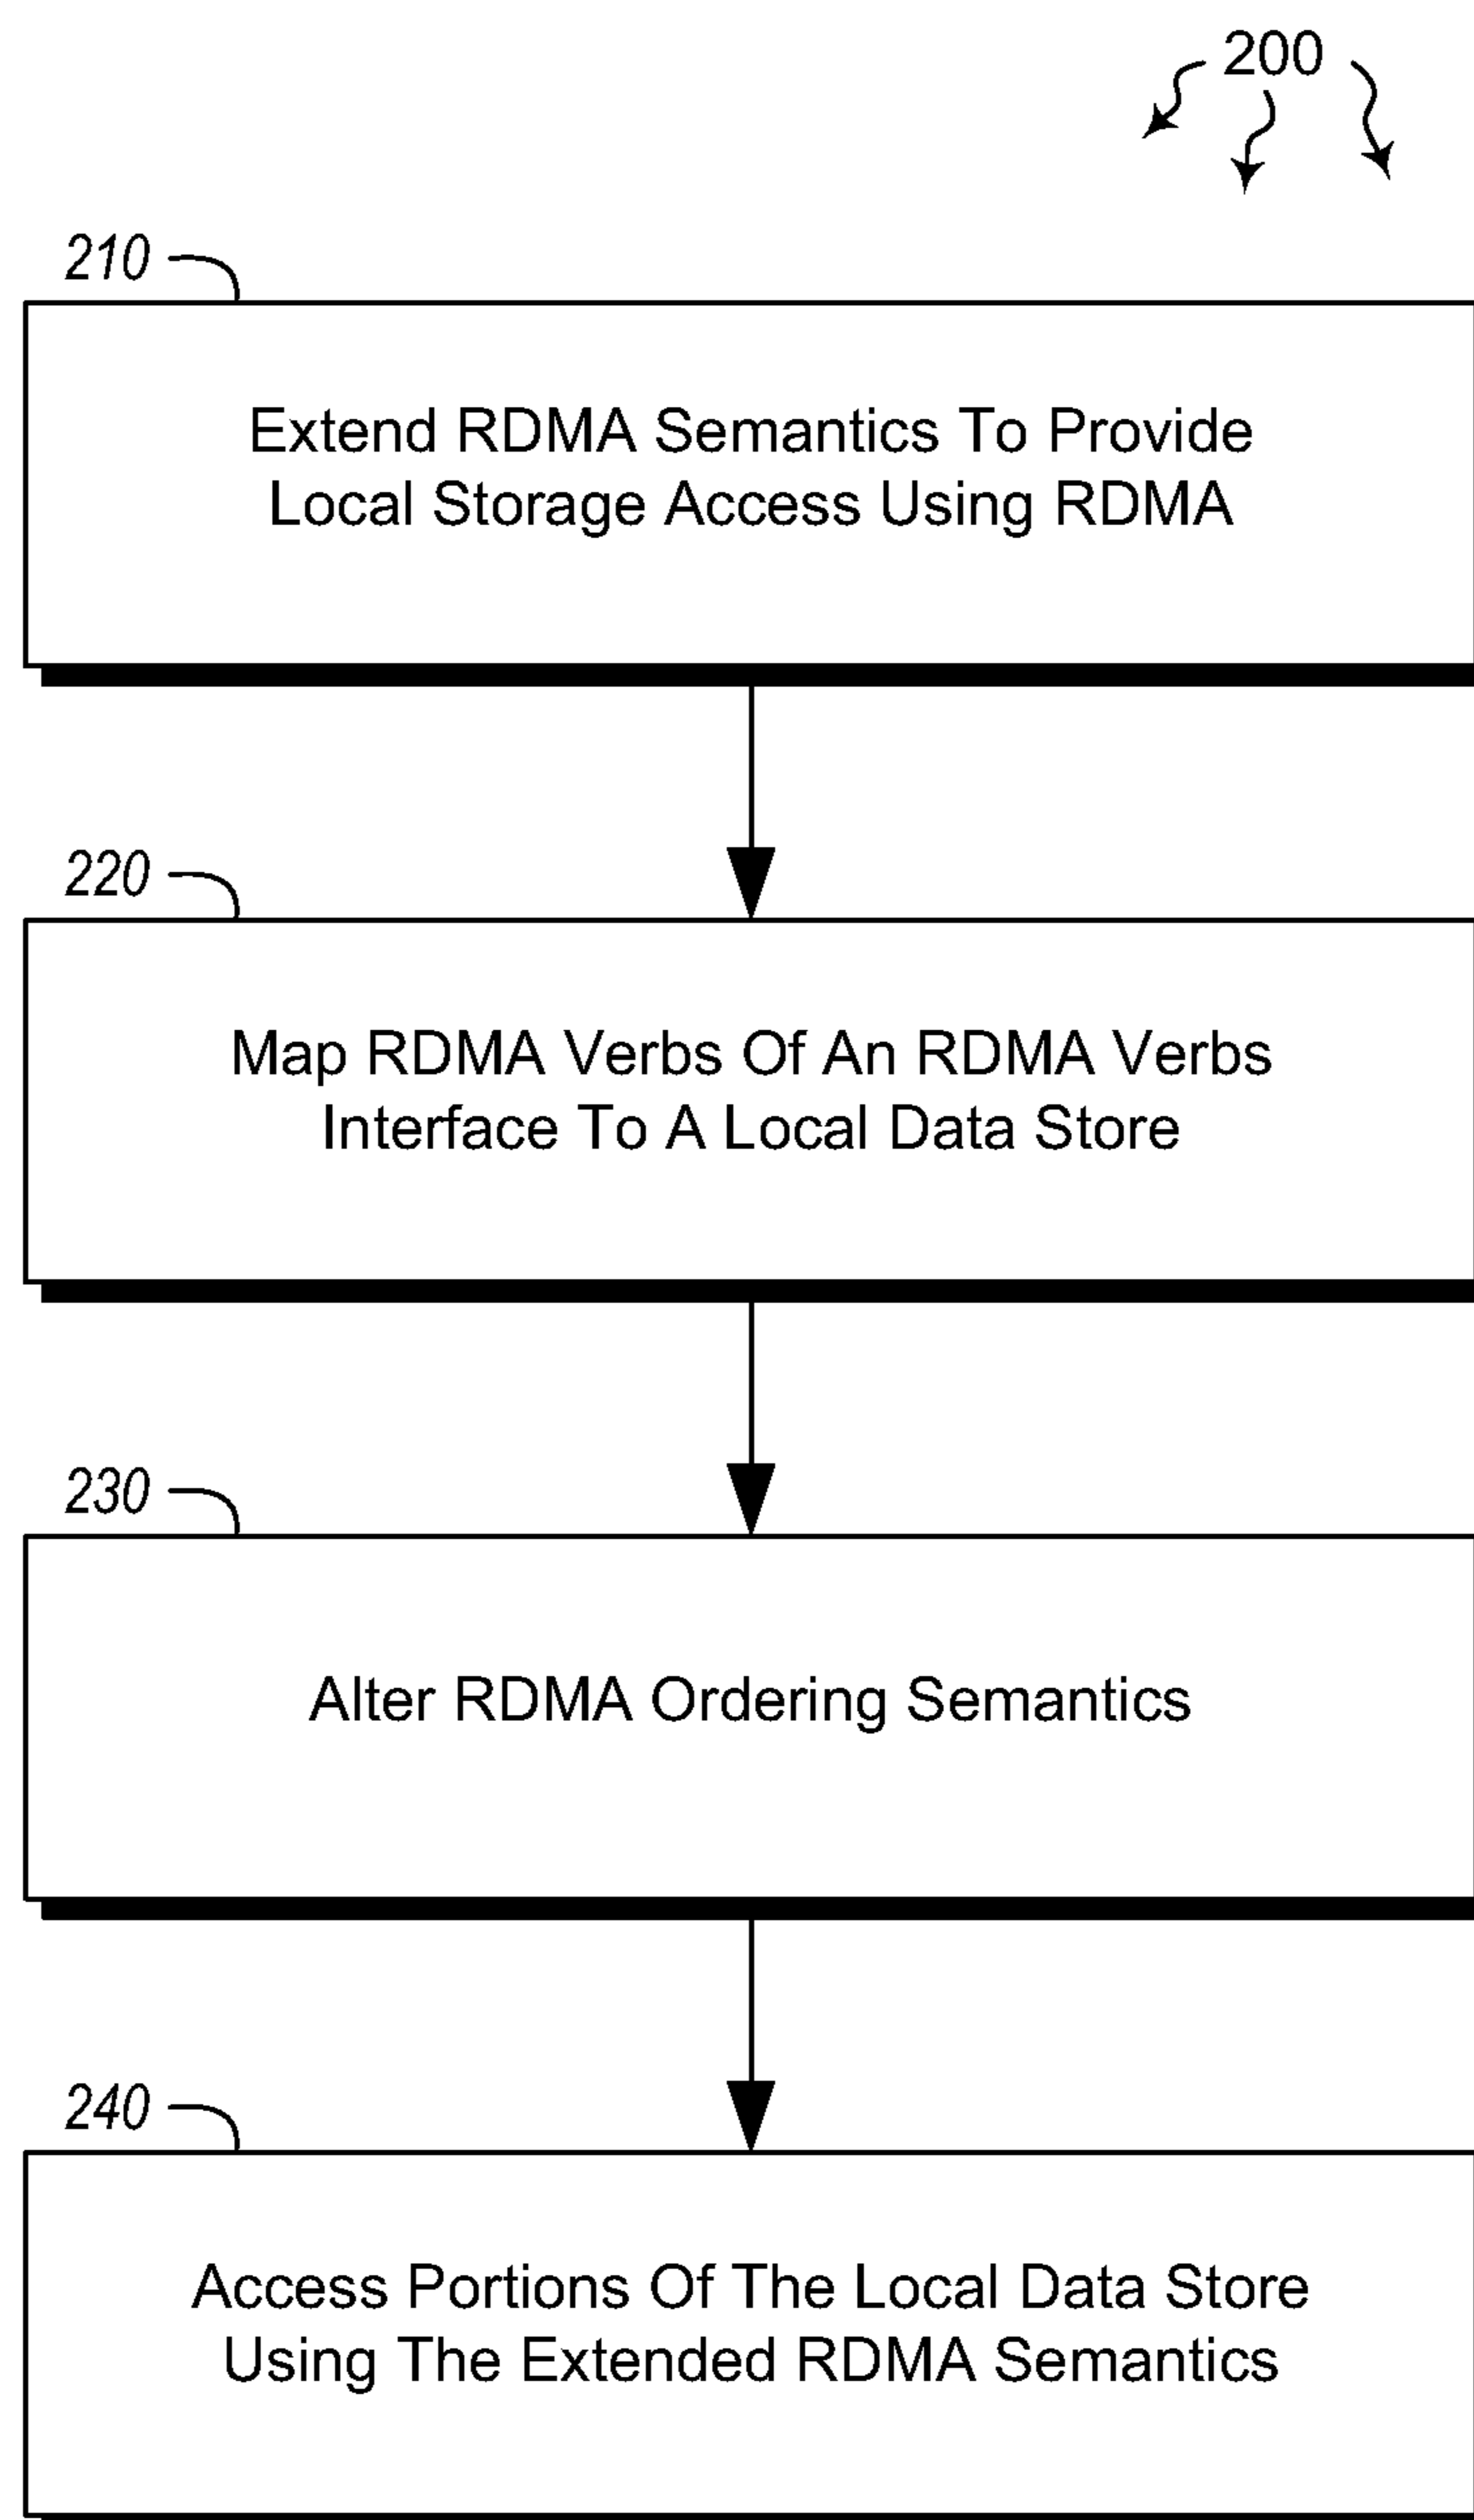 200
210
Extend RDMA Semantics To Provide
Local Storage Access Using RDMA
220
Map RDMA Verbs Of An RDMA Verbs
Interface To A Local Data Store
230
Alter RDMA Ordering Semantics
240
Access Portions Of The Local Data Store
Using The Extended RDMA Semantics